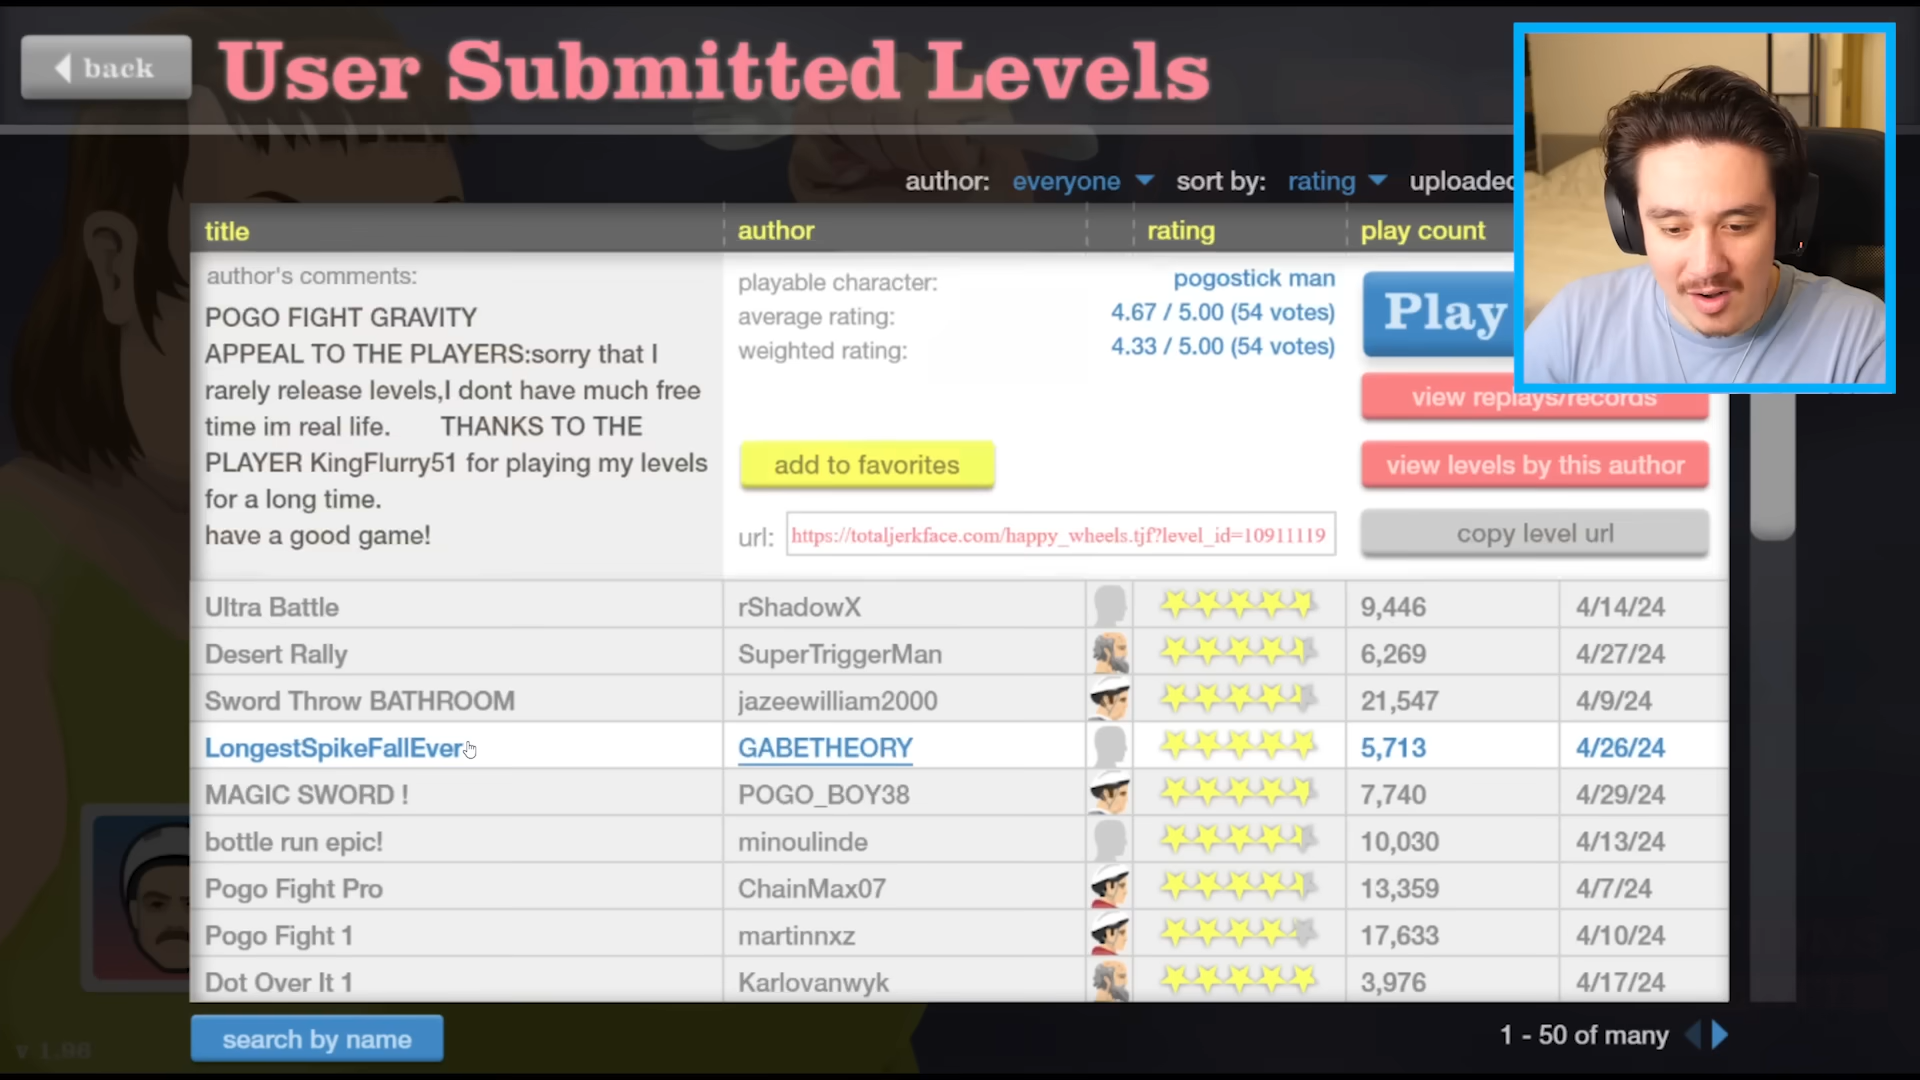 back
User Submitted Levels
author: everyone sort by: rating uploaded
title author rating play count
author's comments:
POGO FIGHT GRAVITY
APPEAL TO THE PLAYERS:sorry that I
rarely release levels,I dont have much free
time im real life. THANKS TO THE
PLAYER KingFlurry51 for playing my levels
for a long time.
have a good game!
playable character: pogostick man
average rating: 4.67 / 5.00 (54 votes)
weighted rating: 4.33 / 5.00 (54 votes)
Play
view replays/records
add to favorites
view levels by this author
url: https://totaljerkface.com/happy_wheels.tjf?level_id=10911119
copy level url
Ultra Battle rShadowX 9,446 4/14/24
Desert Rally SuperTriggerMan 6,269 4/27/24
Sword Throw BATHROOM jazeewilliam2000 21,547 4/9/24
LongestSpikeFallEver GABETHEORY 5,713 4/26/24
MAGIC SWORD ! POGO_BOY38 7,740 4/29/24
bottle run epic! minoulinde 10,030 4/13/24
Pogo Fight Pro ChainMax07 13,359 4/7/24
Pogo Fight 1 martinnxz 17,633 4/10/24
Dot Over It 1 Karlovanwyk 3,976 4/17/24
search by name
1 - 50 of many